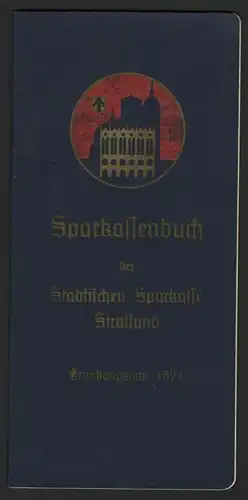 Sparkassenbuch
der
Städtischen Sparkasse
Stralsund
Gründungsjahr